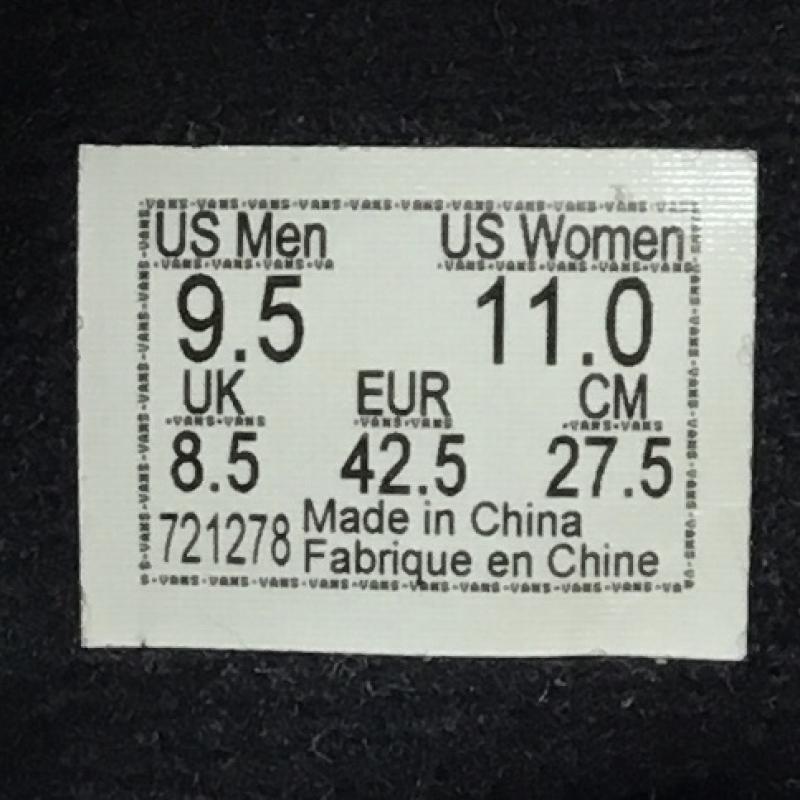 US Men US Women
9.5 11.0
UK EUR CM
8.5 42.5 27.5
721278 Made in China
Fabrique en Chine